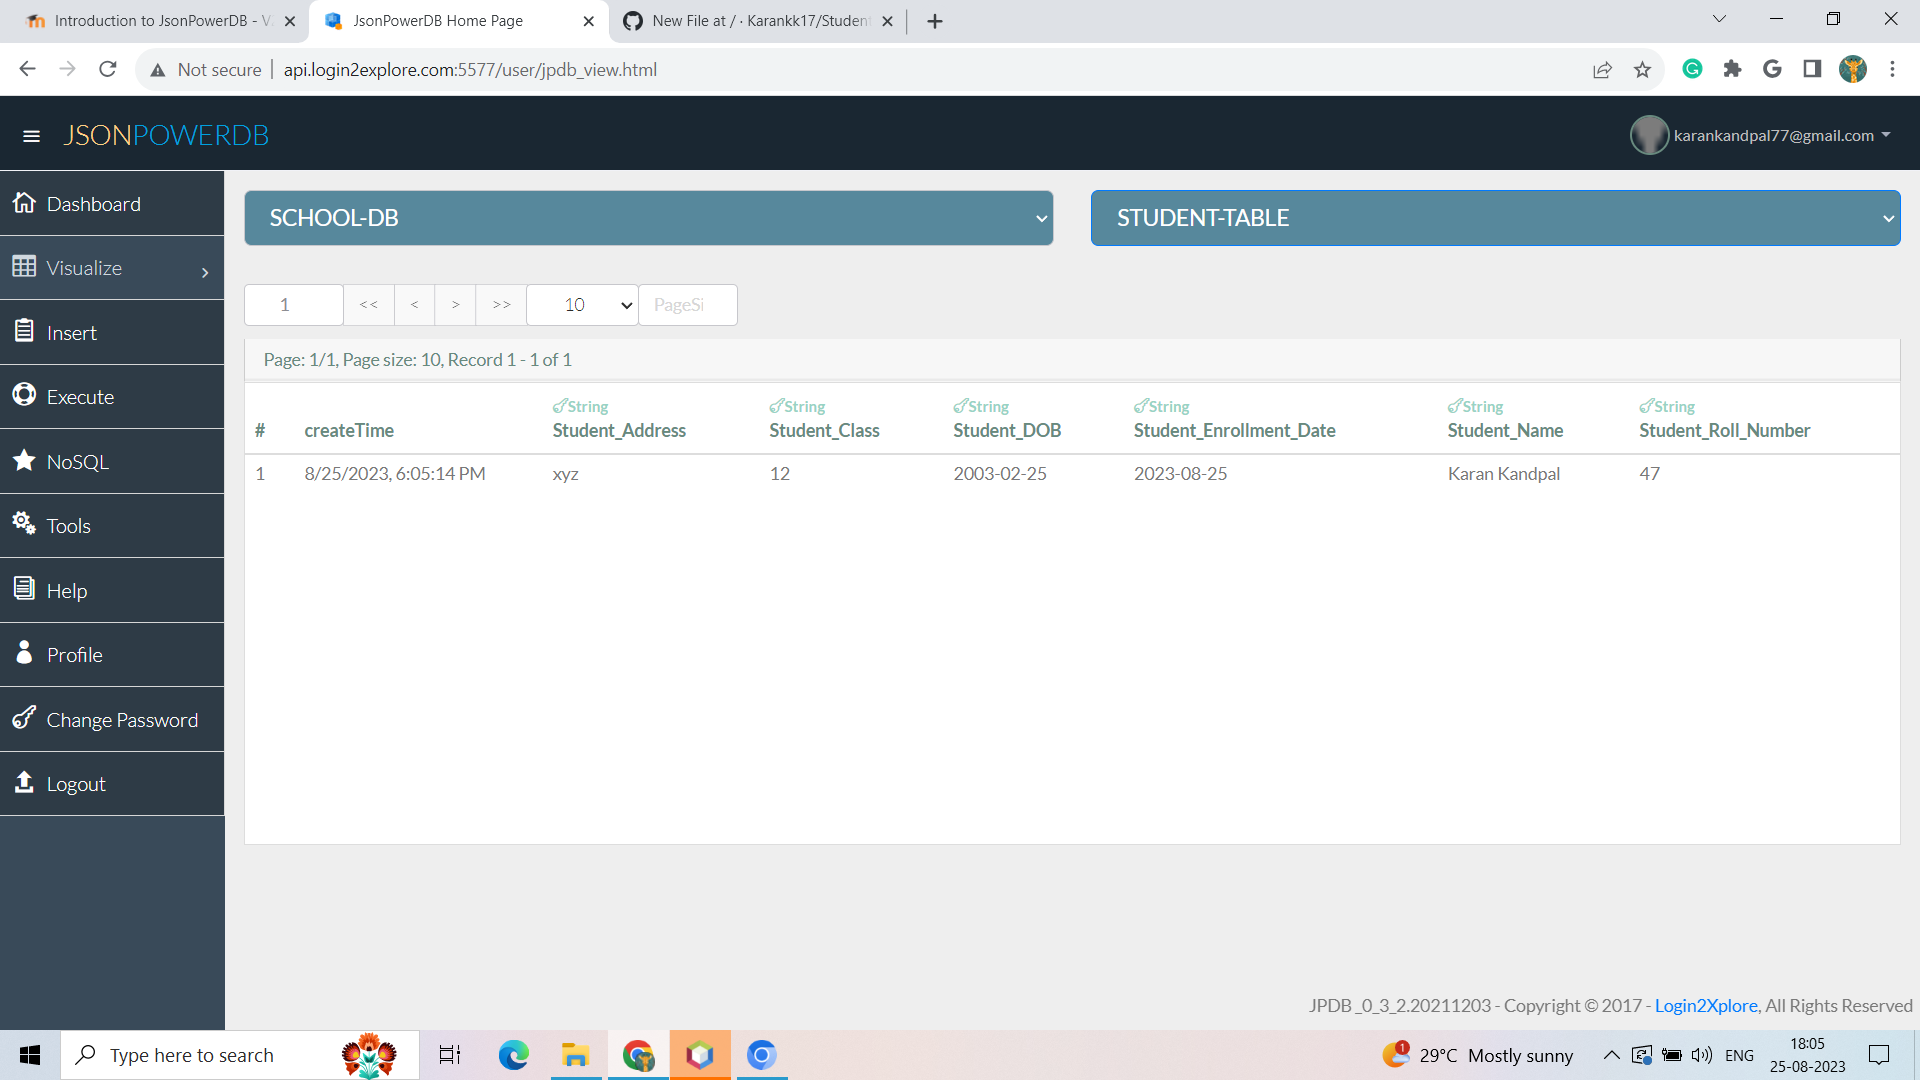 Introduction to JsonPowerDB - V
JsonPowerDB Home Page
New File at / · Karankk17/Student
Not secure
api.login2explore.com:5577/user/jpdb_view.html
JSONPOWERDB
karankandpal77@gmail.com
Dashboard
Visualize
Insert
Execute
NoSQL
Tools
Help
Profile
Change Password
Logout
SCHOOL-DB
STUDENT-TABLE
1 << < > >> 10 PageSi
Page: 1/1, Page size: 10, Record 1 - 1 of 1
String String String String String String
# createTime Student_Address Student_Class Student_DOB Student_Enrollment_Date Student_Name Student_Roll_Number
1 8/25/2023, 6:05:14 PM xyz 12 2003-02-25 2023-08-25 Karan Kandpal 47
JPDB_0_3_2.20211203 - Copyright © 2017 - Login2Xplore, All Rights Reserved
Type here to search
1
29°C Mostly sunny
ENG
18:05
25-08-2023